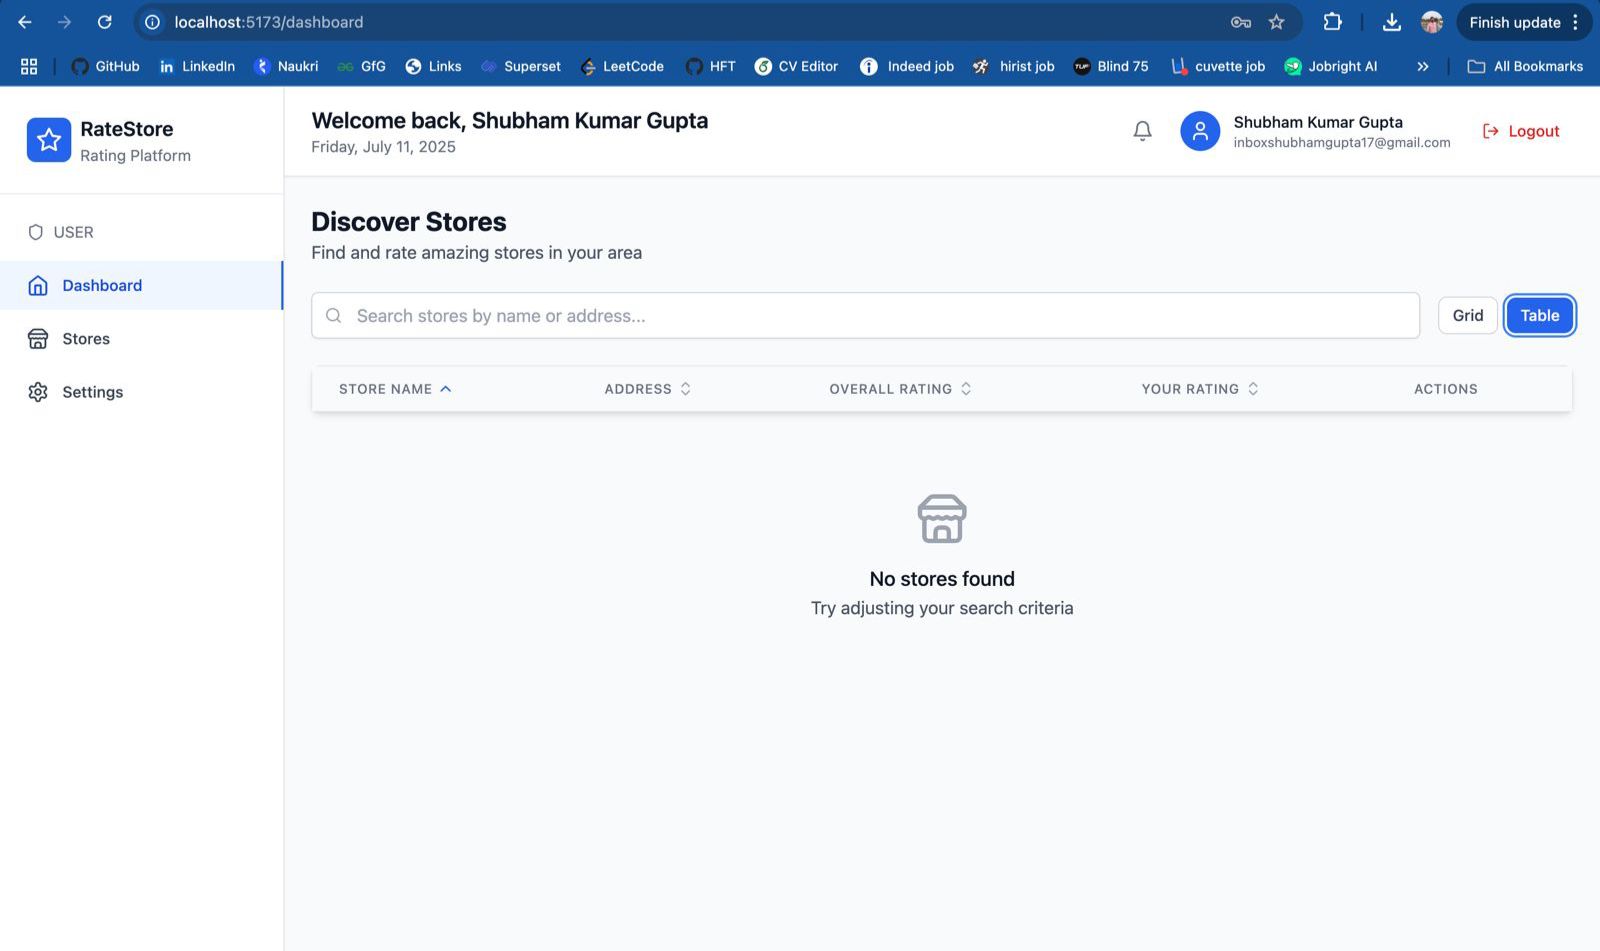 localhost:5173/dashboard
Finish update
GitHub
LinkedIn
Naukri
GfG
Links
Superset
LeetCode
HFT
CV Editor
Indeed job
hirist job
Blind 75
cuvette job
Jobright AI
All Bookmarks
RateStore
Rating Platform
Welcome back, Shubham Kumar Gupta
Friday, July 11, 2025
Shubham Kumar Gupta
inboxshubhamgupta17@gmail.com
Logout
USER
Dashboard
Stores
Settings
Discover Stores
Find and rate amazing stores in your area
Search stores by name or address...
Grid
Table
STORE NAME
ADDRESS
OVERALL RATING
YOUR RATING
ACTIONS
No stores found
Try adjusting your search criteria